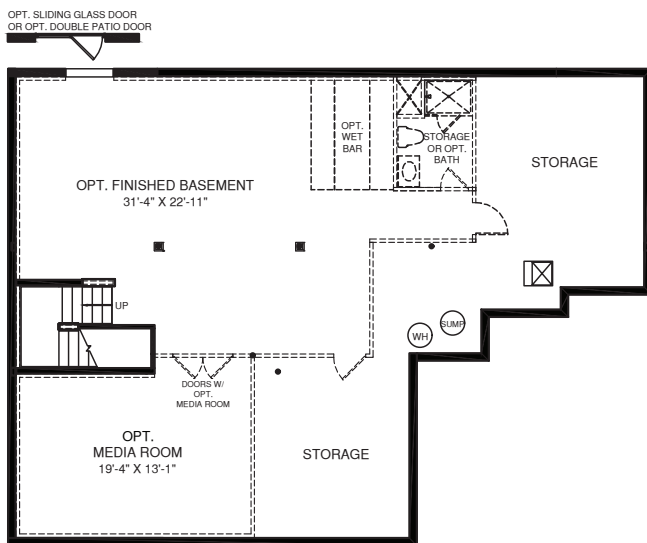 OPT. SLIDING GLASS DOOR
OR OPT. DOUBLE PATIO DOOR
OPT.
WET
BAR
STORAGE
OR OPT.
BATH
STORAGE
OPT. FINISHED BASEMENT
31'-4" X 22'-11"
UP
WH
SUMP
DOORS W/
OPT.
MEDIA ROOM
OPT.
MEDIA ROOM
19'-4" X 13'-1"
STORAGE